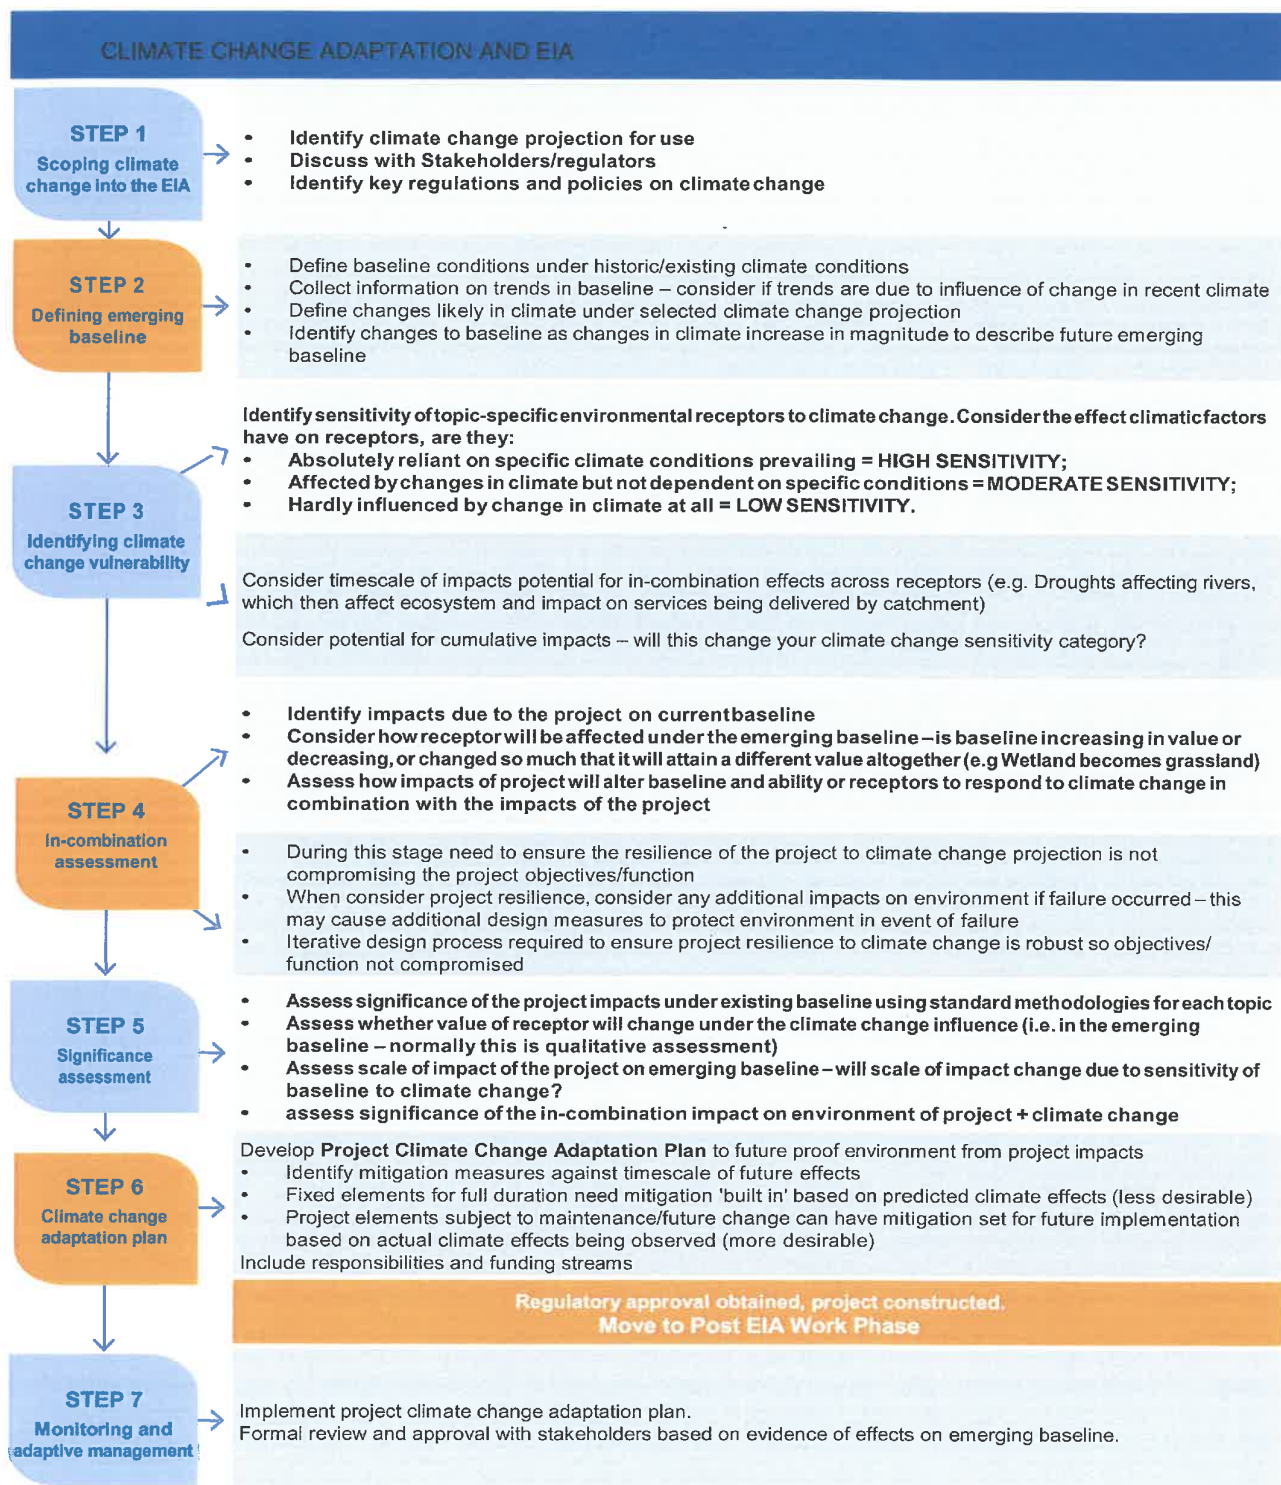 CLIMATE CHANGE ADAPTATION AND EIA
STEP 1
Scoping climate
change into the EIA
• Identify climate change projection for use
• Discuss with Stakeholders/regulators
• Identify key regulations and policies on climate change
STEP 2
Defining emerging
baseline
• Define baseline conditions under historic/existing climate conditions
• Collect information on trends in baseline – consider if trends are due to influence of change in recent climate
• Define changes likely in climate under selected climate change projection
• Identify changes to baseline as changes in climate increase in magnitude to describe future emerging
baseline
STEP 3
Identifying climate
change vulnerability
Identify sensitivity of topic-specific environmental receptors to climate change. Consider the effect climatic factors
have on receptors, are they:
• Absolutely reliant on specific climate conditions prevailing = HIGH SENSITIVITY;
• Affected by changes in climate but not dependent on specific conditions = MODERATE SENSITIVITY;
• Hardly influenced by change in climate at all = LOW SENSITIVITY.
Consider timescale of impacts potential for in-combination effects across receptors (e.g. Droughts affecting rivers,
which then affect ecosystem and impact on services being delivered by catchment)
Consider potential for cumulative impacts – will this change your climate change sensitivity category?
STEP 4
In-combination
assessment
• Identify impacts due to the project on current baseline
• Consider how receptor will be affected under the emerging baseline – is baseline increasing in value or
decreasing, or changed so much that it will attain a different value altogether (e.g Wetland becomes grassland)
• Assess how impacts of project will alter baseline and ability or receptors to respond to climate change in
combination with the impacts of the project
• During this stage need to ensure the resilience of the project to climate change projection is not
compromising the project objectives/function
• When consider project resilience, consider any additional impacts on environment if failure occurred – this
may cause additional design measures to protect environment in event of failure
• Iterative design process required to ensure project resilience to climate change is robust so objectives/
function not compromised
STEP 5
Significance
assessment
• Assess significance of the project impacts under existing baseline using standard methodologies for each topic
• Assess whether value of receptor will change under the climate change influence (i.e. in the emerging
baseline – normally this is qualitative assessment)
• Assess scale of impact of the project on emerging baseline – will scale of impact change due to sensitivity of
baseline to climate change?
• assess significance of the in-combination impact on environment of project + climate change
STEP 6
Climate change
adaptation plan
Develop Project Climate Change Adaptation Plan to future proof environment from project impacts
• Identify mitigation measures against timescale of future effects
• Fixed elements for full duration need mitigation 'built in' based on predicted climate effects (less desirable)
• Project elements subject to maintenance/future change can have mitigation set for future implementation
based on actual climate effects being observed (more desirable)
Include responsibilities and funding streams
Regulatory approval obtained, project constructed.
Move to Post EIA Work Phase
STEP 7
Monitoring and
adaptive management
Implement project climate change adaptation plan.
Formal review and approval with stakeholders based on evidence of effects on emerging baseline.